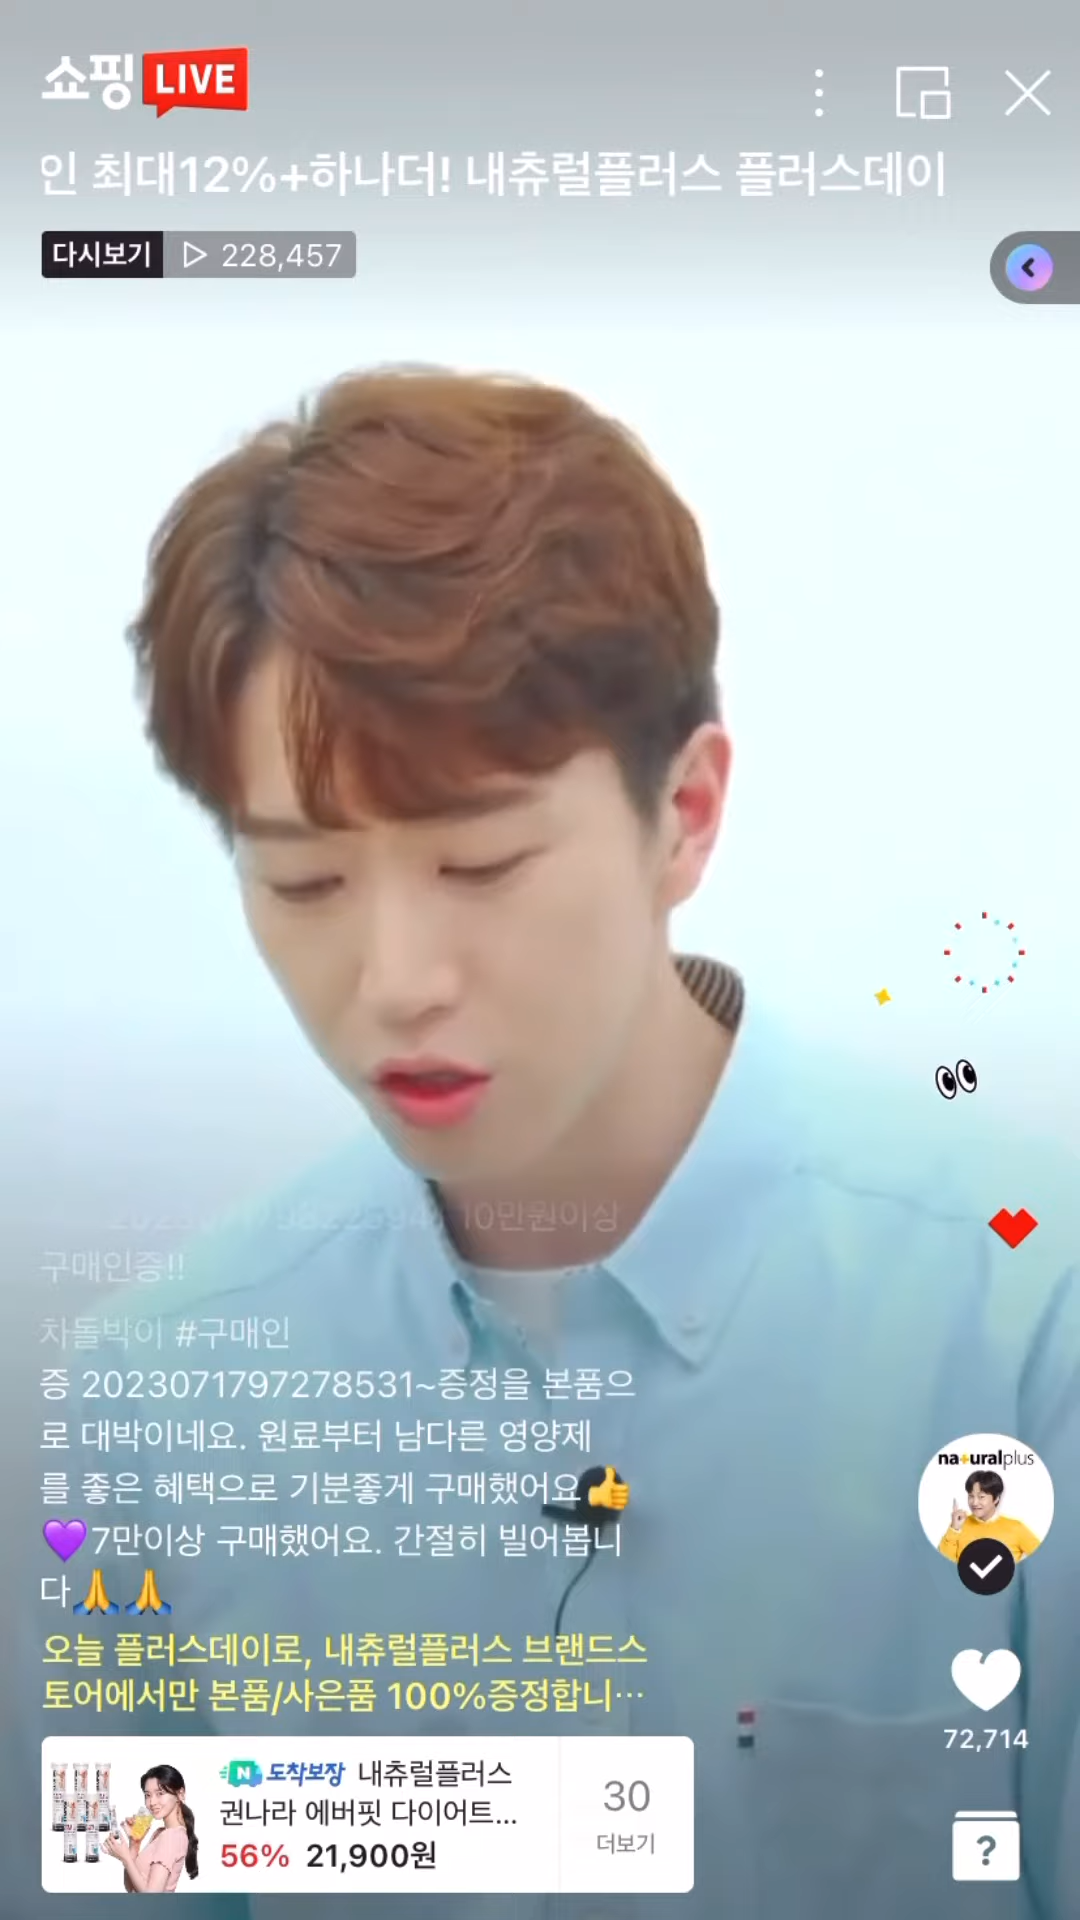 쇼핑 LIVE
인 최대12%+하나더! 내츄럴플러스 플러스데이
다시보기 ▷ 228,457
10만원이상
구매인증!!
차돌박이 #구매인
증 2023071797278531~증정을 본품으
로 대박이네요. 원료부터 남다른 영양제
를 좋은 혜택으로 기분좋게 구매했어요👍
💜7만이상 구매했어요. 간절히 빌어봅니
다🙏🙏
naturalplus
오늘 플러스데이로, 내츄럴플러스 브랜드스
토어에서만 본품/사은품 100%증정합니…
72,714
N 도착보장 내츄럴플러스
권나라 에버핏 다이어트...
56% 21,900원
30
더보기
?